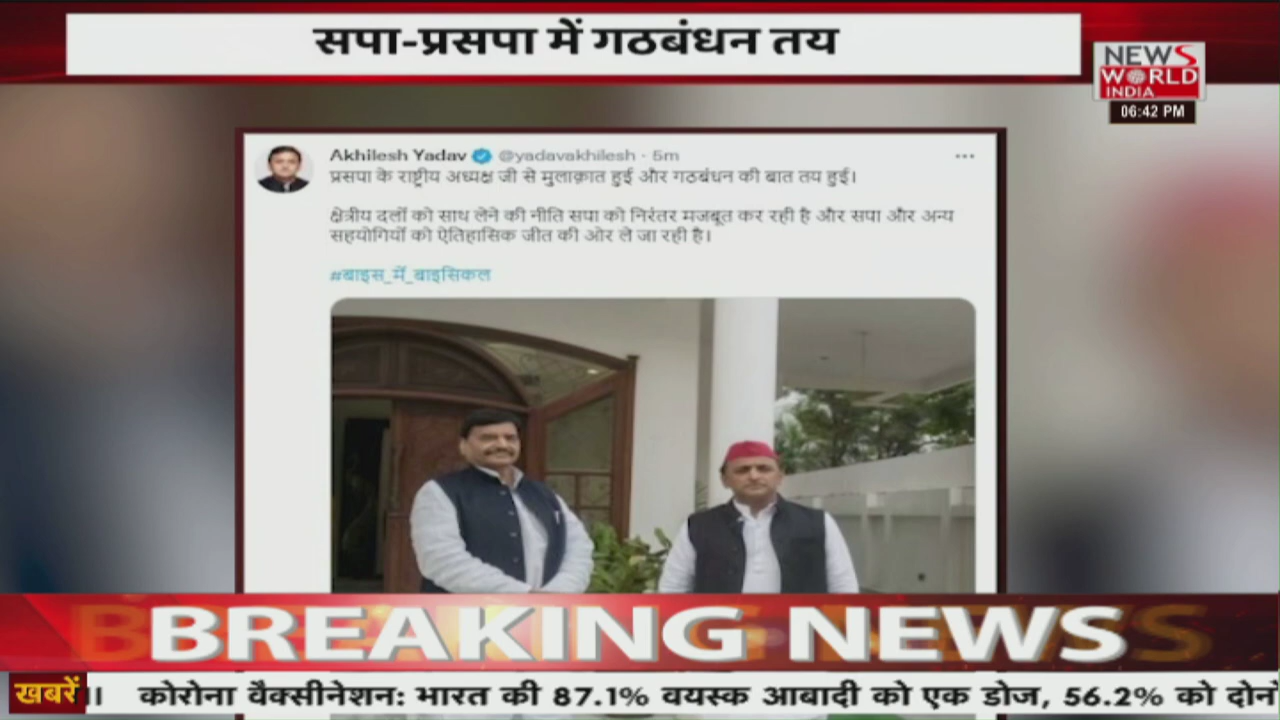 सपा-प्रसपा में गठबंधन तय
NEWS
WORLD
INDIA
06:42 PM
Akhilesh Yadav @yadavakhilesh · 5m
प्रसपा के राष्ट्रीय अध्यक्ष जी से मुलाक़ात हुई और गठबंधन की बात तय हुई।
क्षेत्रीय दलों को साथ लेने की नीति सपा को निरंतर मजबूत कर रही है और सपा और अन्य
सहयोगियों को ऐतिहासिक जीत की ओर ले जा रही है।
#बाइस_में_बाइसिकल
BREAKING NEWS
खबरें
कोरोना वैक्सीनेशन: भारत की 87.1% वयस्क आबादी को एक डोज, 56.2% को दोनों